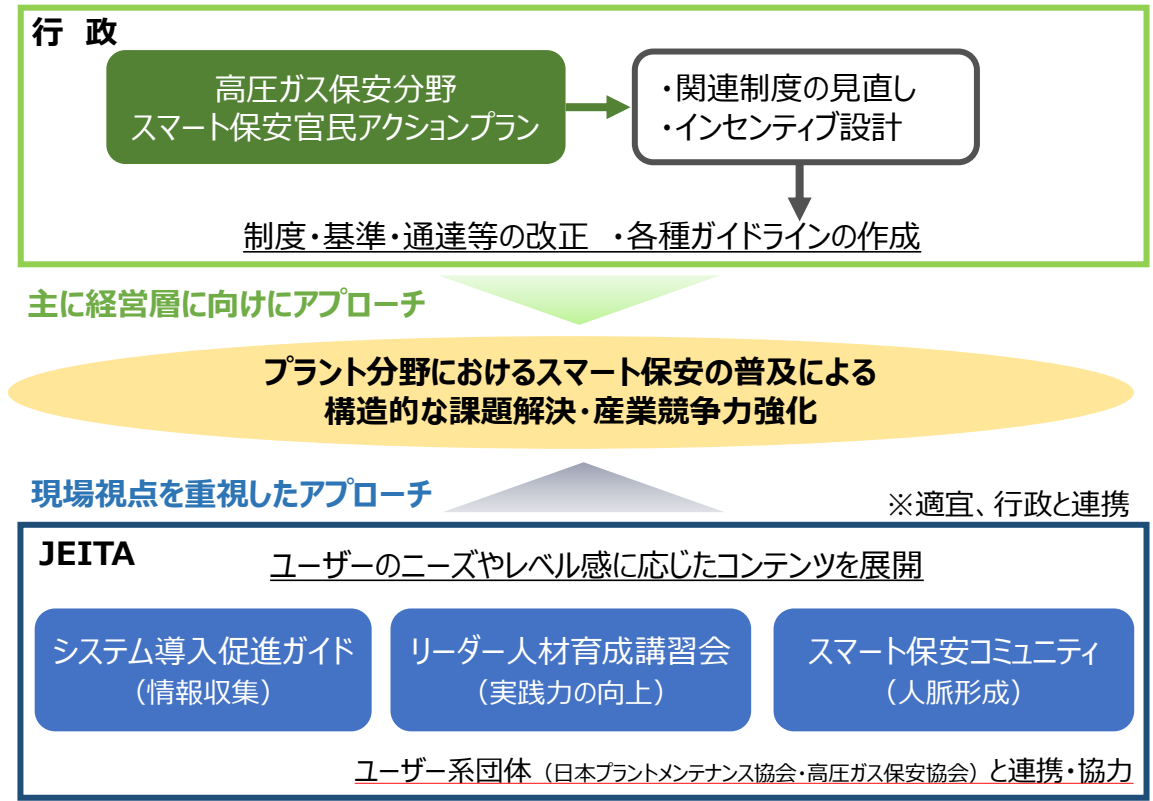 行 政
高圧ガス保安分野
スマート保安官民アクションプラン
・関連制度の見直し
・インセンティブ設計
制度・基準・通達等の改正 ・各種ガイドラインの作成
主に経営層に向けにアプローチ
プラント分野におけるスマート保安の普及による
構造的な課題解決・産業競争力強化
現場視点を重視したアプローチ
※適宜、行政と連携
JEITA
ユーザーのニーズやレベル感に応じたコンテンツを展開
システム導入促進ガイド
（情報収集）
リーダー人材育成講習会
（実践力の向上）
スマート保安コミュニティ
（人脈形成）
ユーザー系団体（日本プラントメンテナンス協会・高圧ガス保安協会）と連携・協力